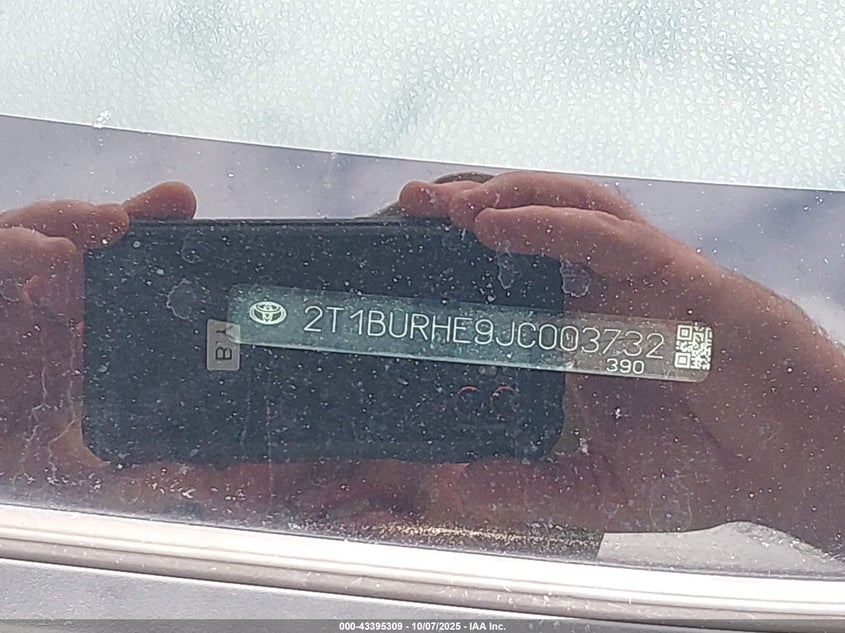 2T1BURHE9JC003732
390
Y.B
000-43395309 - 10/07/2025 - IAA Inc.